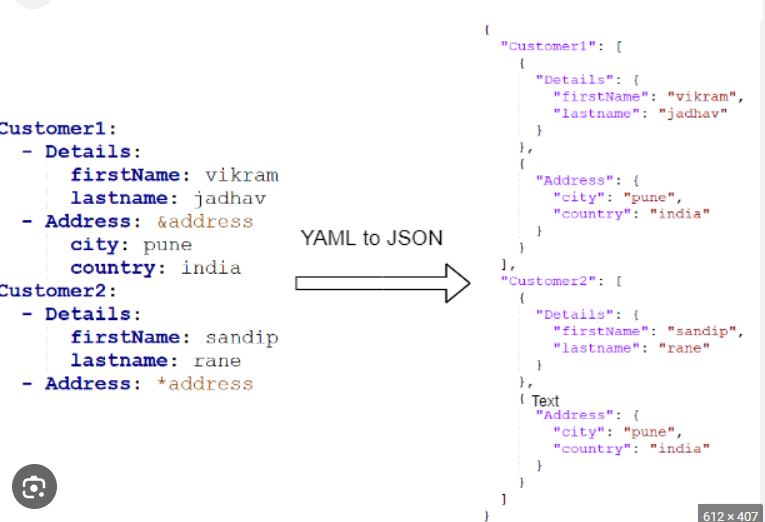 Customer1:
- Details:
firstName: vikram
lastname: jadhav
- Address: &address
city: pune
country: india
Customer2:
- Details:
firstName: sandip
lastname: rane
- Address: *address
YAML to JSON
{
"Customer1": [
{
"Details": {
"firstName": "vikram",
"lastname": "jadhav"
}
},
{
"Address": {
"city": "pune",
"country": "india"
}
}
],
"Customer2": [
{
"Details": {
"firstName": "sandip",
"lastname": "rane"
}
},
{ Text
"Address": {
"city": "pune",
"country": "india"
}
}
]
}
612 × 407